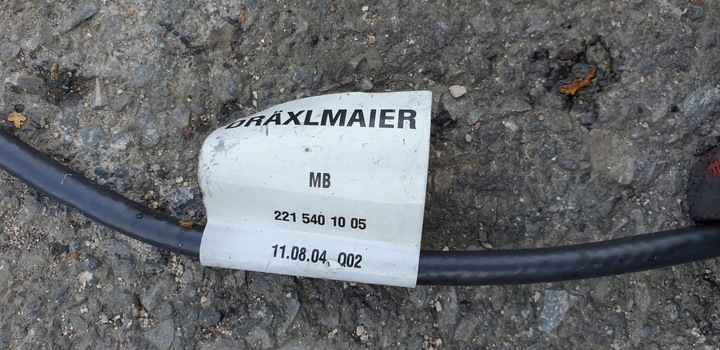 DRÄXLMAIER
MB
221 540 10 05
11.08.04. Q02